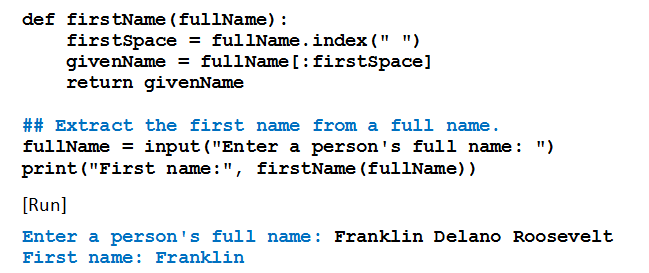 def firstName(fullName):
    firstSpace = fullName.index(" ")
    givenName = fullName[:firstSpace]
    return givenName
## Extract the first name from a full name.
fullName = input("Enter a person's full name: ")
print("First name:", firstName(fullName))
[Run]
Enter a person's full name: Franklin Delano Roosevelt
First name: Franklin